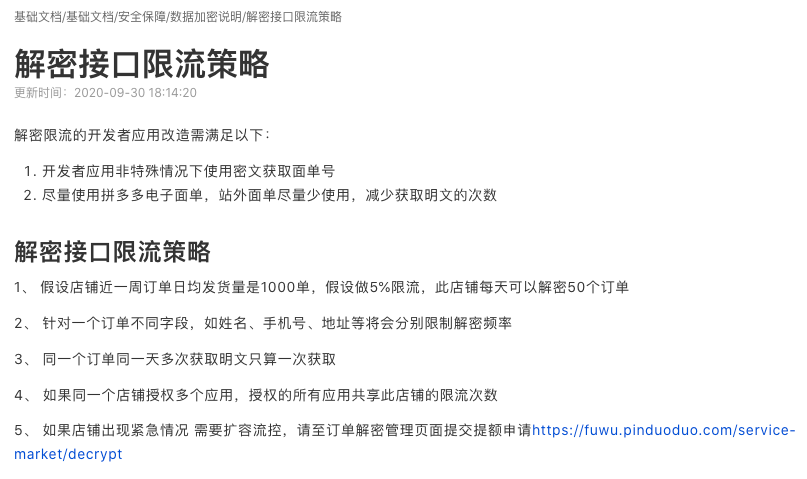 基础文档/基础文档/安全保障/数据加密说明/解密接口限流策略
解密接口限流策略
更新时间：2020-09-30 18:14:20
解密限流的开发者应用改造需满足以下：
1. 开发者应用非特殊情况下使用密文获取面单号
2. 尽量使用拼多多电子面单，站外面单尽量少使用，减少获取明文的次数
解密接口限流策略
1、 假设店铺近一周订单日均发货量是1000单，假设做5%限流，此店铺每天可以解密50个订单
2、 针对一个订单不同字段，如姓名、手机号、地址等将会分别限制解密频率
3、 同一个订单同一天多次获取明文只算一次获取
4、 如果同一个店铺授权多个应用，授权的所有应用共享此店铺的限流次数
5、 如果店铺出现紧急情况 需要扩容流控，请至订单解密管理页面提交提额申请https://fuwu.pinduoduo.com/service-
market/decrypt